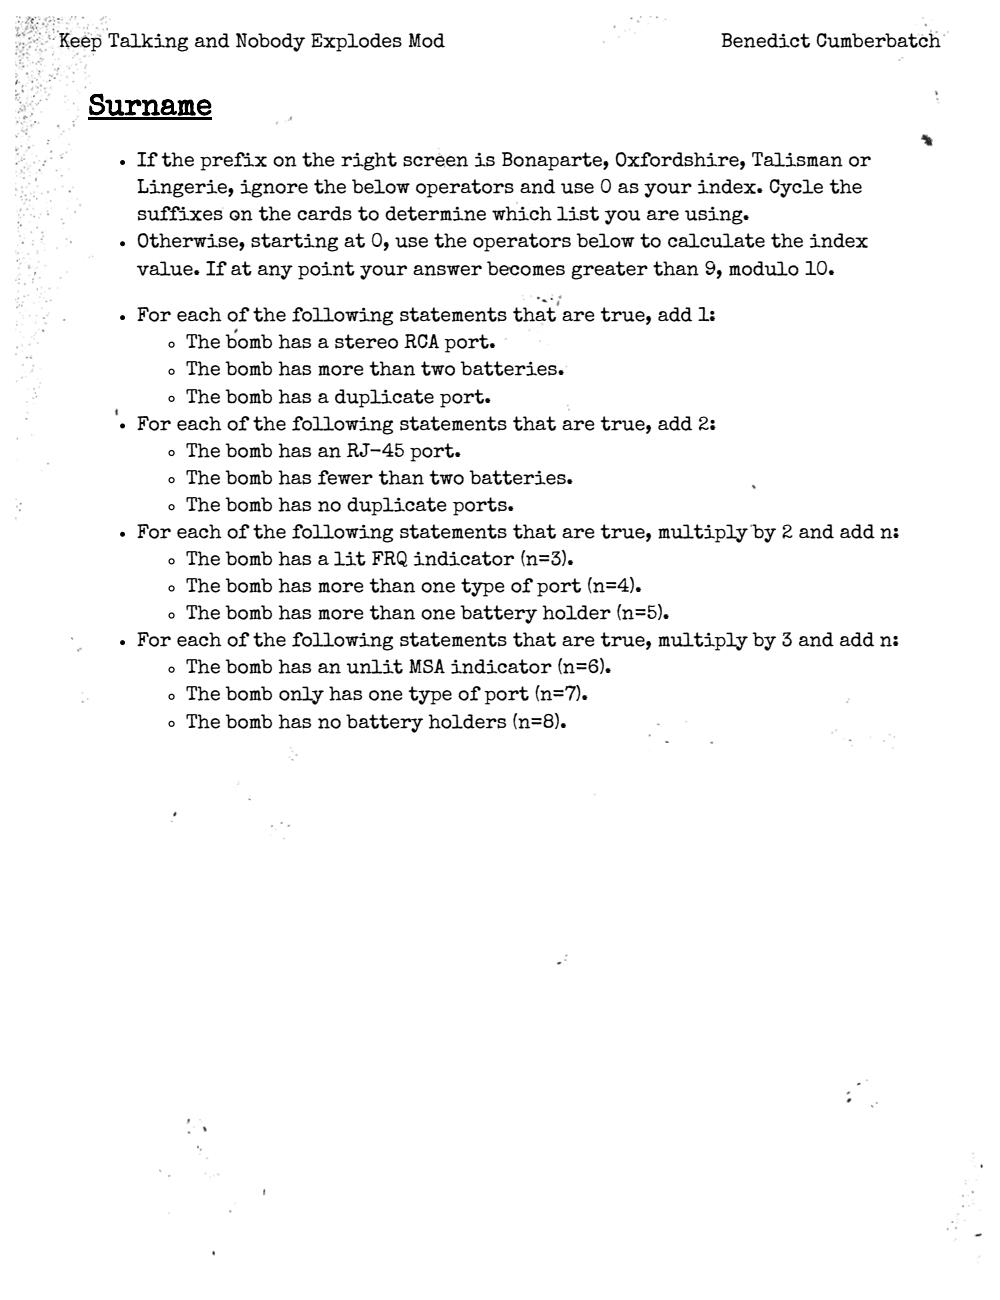 Keep Talking and Nobody Explodes Mod
Benedict Cumberbatch
Surname
• If the prefix on the right screen is Bonaparte, Oxfordshire, Talisman or
Lingerie, ignore the below operators and use 0 as your index. Cycle the
suffixes on the cards to determine which list you are using.
• Otherwise, starting at 0, use the operators below to calculate the index
value. If at any point your answer becomes greater than 9, modulo 10.
• For each of the following statements that are true, add 1:
◦ The bomb has a stereo RCA port.
◦ The bomb has more than two batteries.
◦ The bomb has a duplicate port.
• For each of the following statements that are true, add 2:
◦ The bomb has an RJ-45 port.
◦ The bomb has fewer than two batteries.
◦ The bomb has no duplicate ports.
• For each of the following statements that are true, multiply by 2 and add n:
◦ The bomb has a lit FRQ indicator (n=3).
◦ The bomb has more than one type of port (n=4).
◦ The bomb has more than one battery holder (n=5).
• For each of the following statements that are true, multiply by 3 and add n:
◦ The bomb has an unlit MSA indicator (n=6).
◦ The bomb only has one type of port (n=7).
◦ The bomb has no battery holders (n=8).